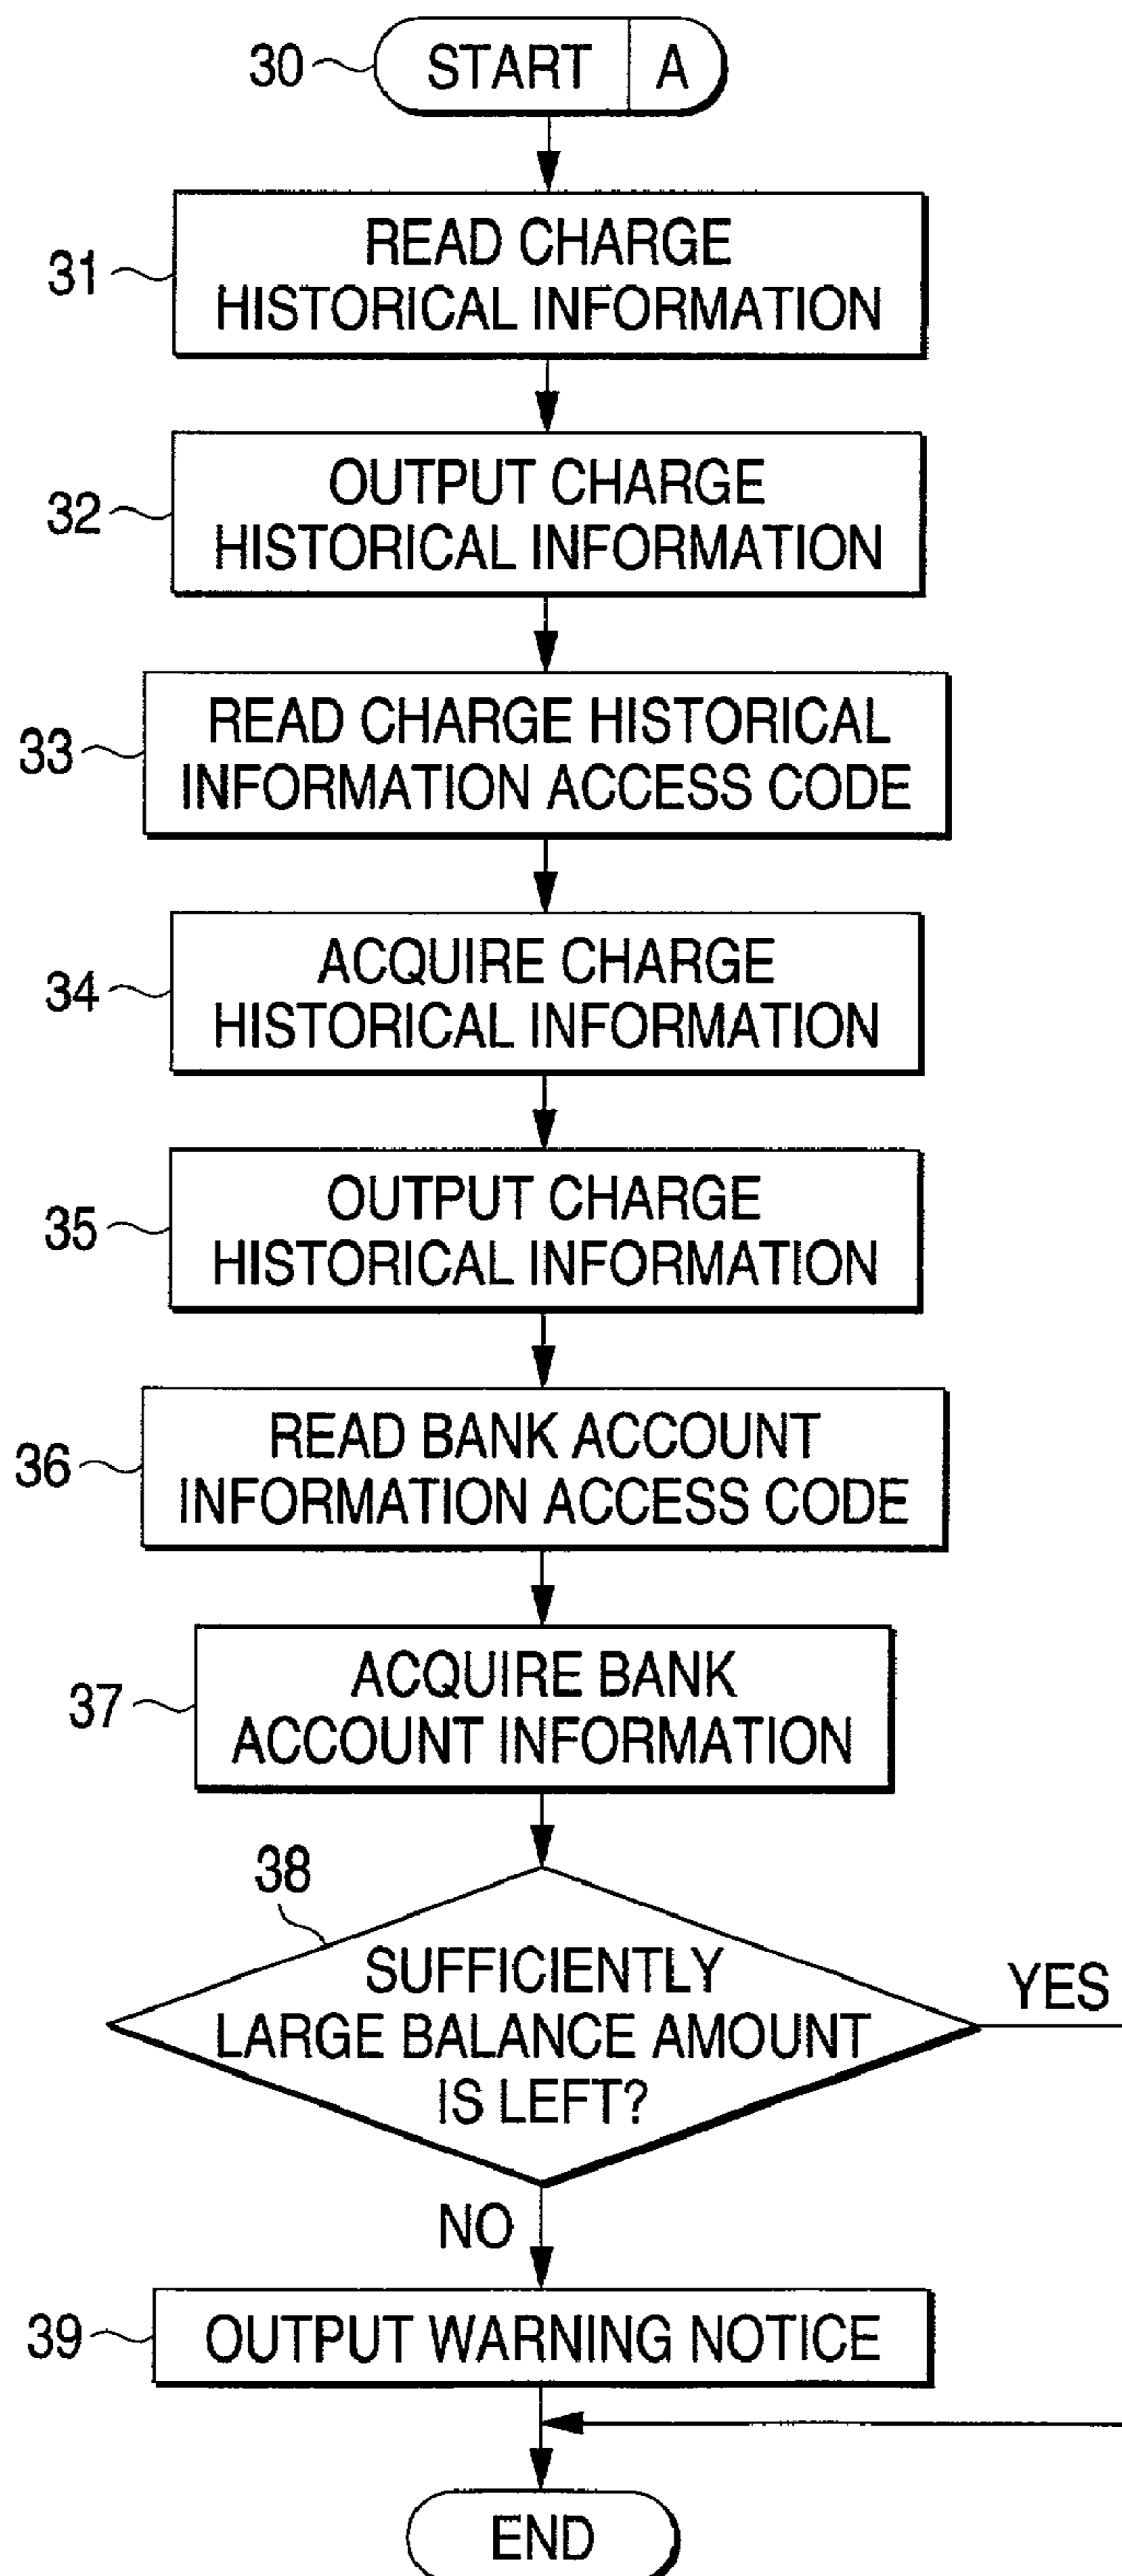 30
START A
31
READ CHARGE
HISTORICAL INFORMATION
32
OUTPUT CHARGE
HISTORICAL INFORMATION
33
READ CHARGE HISTORICAL
INFORMATION ACCESS CODE
34
ACQUIRE CHARGE
HISTORICAL INFORMATION
35
OUTPUT CHARGE
HISTORICAL INFORMATION
36
READ BANK ACCOUNT
INFORMATION ACCESS CODE
37
ACQUIRE BANK
ACCOUNT INFORMATION
38
SUFFICIENTLY
LARGE BALANCE AMOUNT
IS LEFT?
YES
NO
39
OUTPUT WARNING NOTICE
END